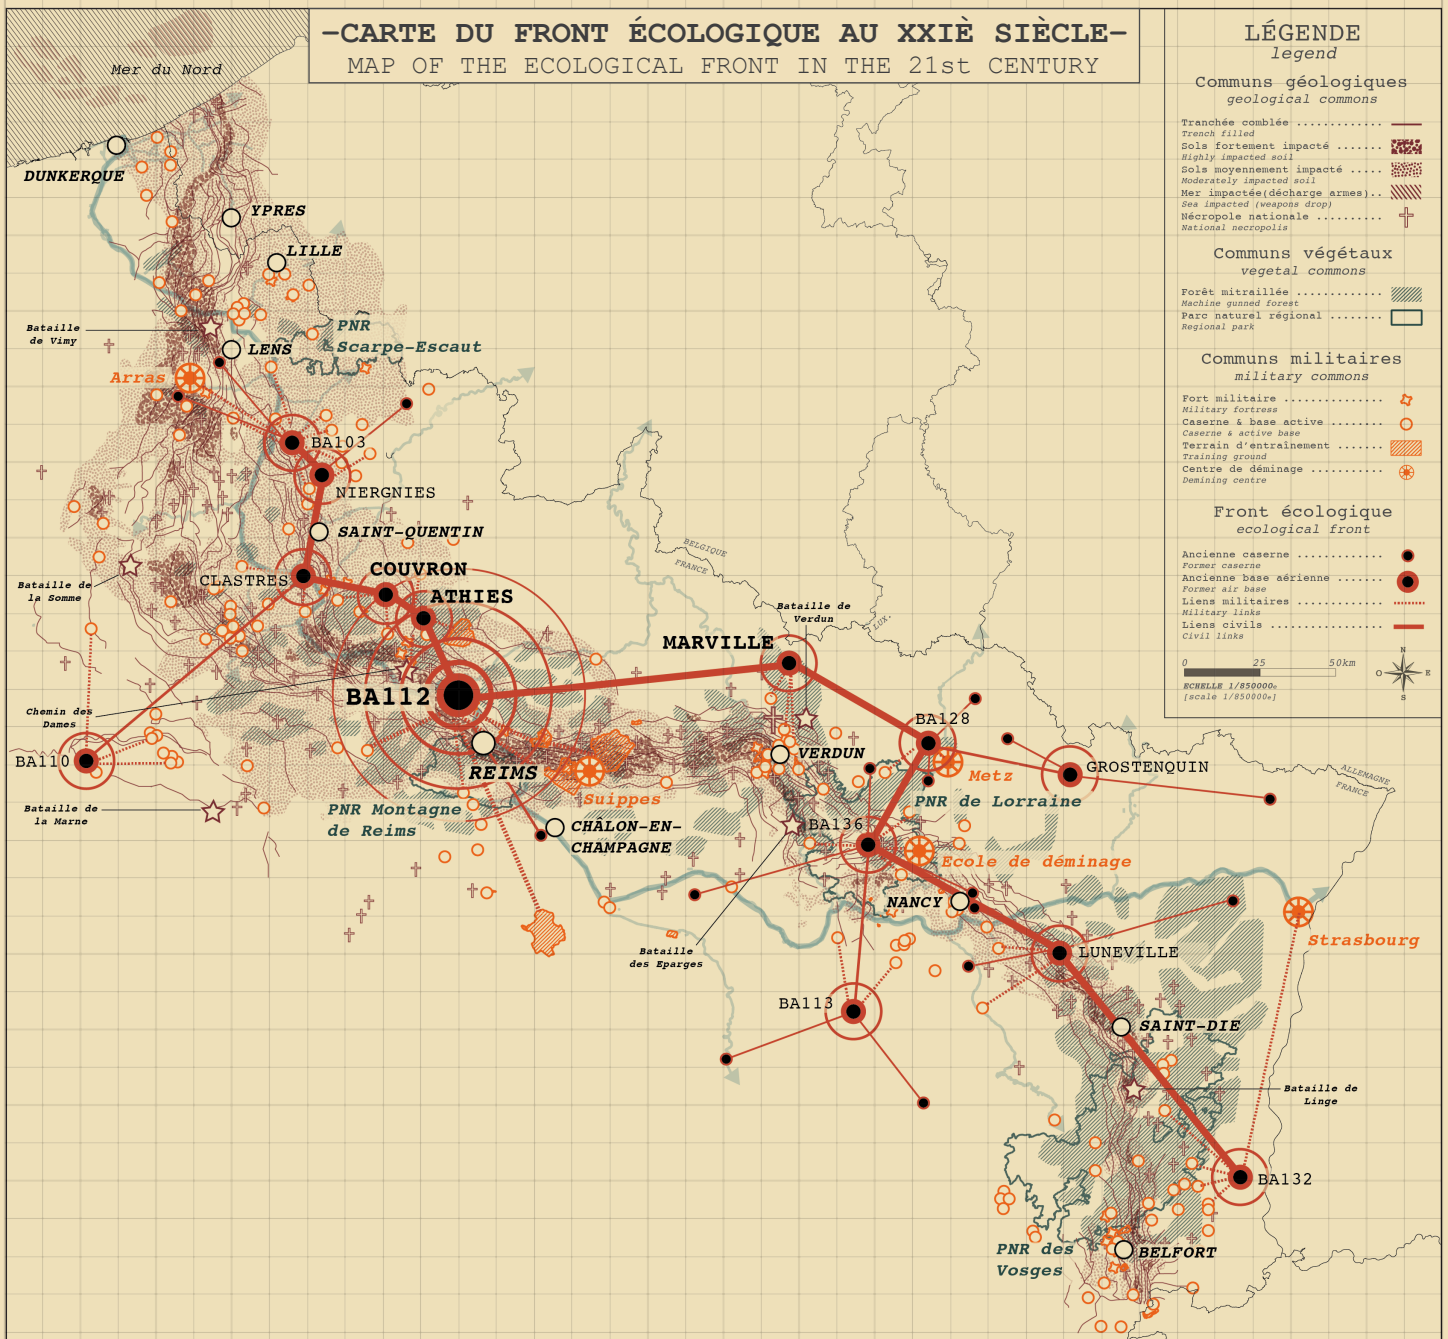 —CARTE DU FRONT ÉCOLOGIQUE AU XXIÈ SIÈCLE—
MAP OF THE ECOLOGICAL FRONT IN THE 21st CENTURY
LÉGENDE
legend
Communs géologiques
geological commons
Tranchée comblée .............
Trench filled
Sols fortement impacté .......
Highly impacted soil
Sols moyennement impacté .....
Moderately impacted soil
Mer impactée(décharge armes)..
Sea impacted (weapons drop)
Nécropole nationale ..........
National necropolis
Communs végétaux
vegetal commons
Forêt mitraillée .............
Machine gunned forest
Parc naturel régional ........
Regional park
Communs militaires
military commons
Fort militaire ...............
Military fortress
Caserne & base active ........
Caserne & active base
Terrain d'entraînement .......
Training ground
Centre de déminage ...........
Demining centre
Front écologique
ecological front
Ancienne caserne .............
Former caserne
Ancienne base aérienne .......
Former air base
Liens militaires .............
Military links
Liens civils .................
Civil links
0 25 50km
ECHELLE 1/850000e
[scale 1/850000e]
N
O E
S
Mer du Nord
DUNKERQUE
YPRES
LILLE
Bataille
de Vimy
PNR
Scarpe-Escaut
LENS
Arras
BA103
NIERGNIES
SAINT-QUENTIN
BELGIQUE
FRANCE
COUVRON
CLASTRES
Bataille de
la Somme
ATHIES
Bataille de
Verdun
LUX.
MARVILLE
BA112
Chemin des
Dames
BA128
BA110
REIMS
VERDUN
GROSTENQUIN
Metz
ALLEMAGNE
FRANCE
Suippes
PNR de Lorraine
Bataille de
la Marne
PNR Montagne
de Reims
CHÂLON-EN-
CHAMPAGNE
BA136
Ecole de déminage
NANCY
Strasbourg
Bataille
des Eparges
LUNEVILLE
BA113
SAINT-DIE
Bataille de
Linge
BA132
PNR des
Vosges
BELFORT